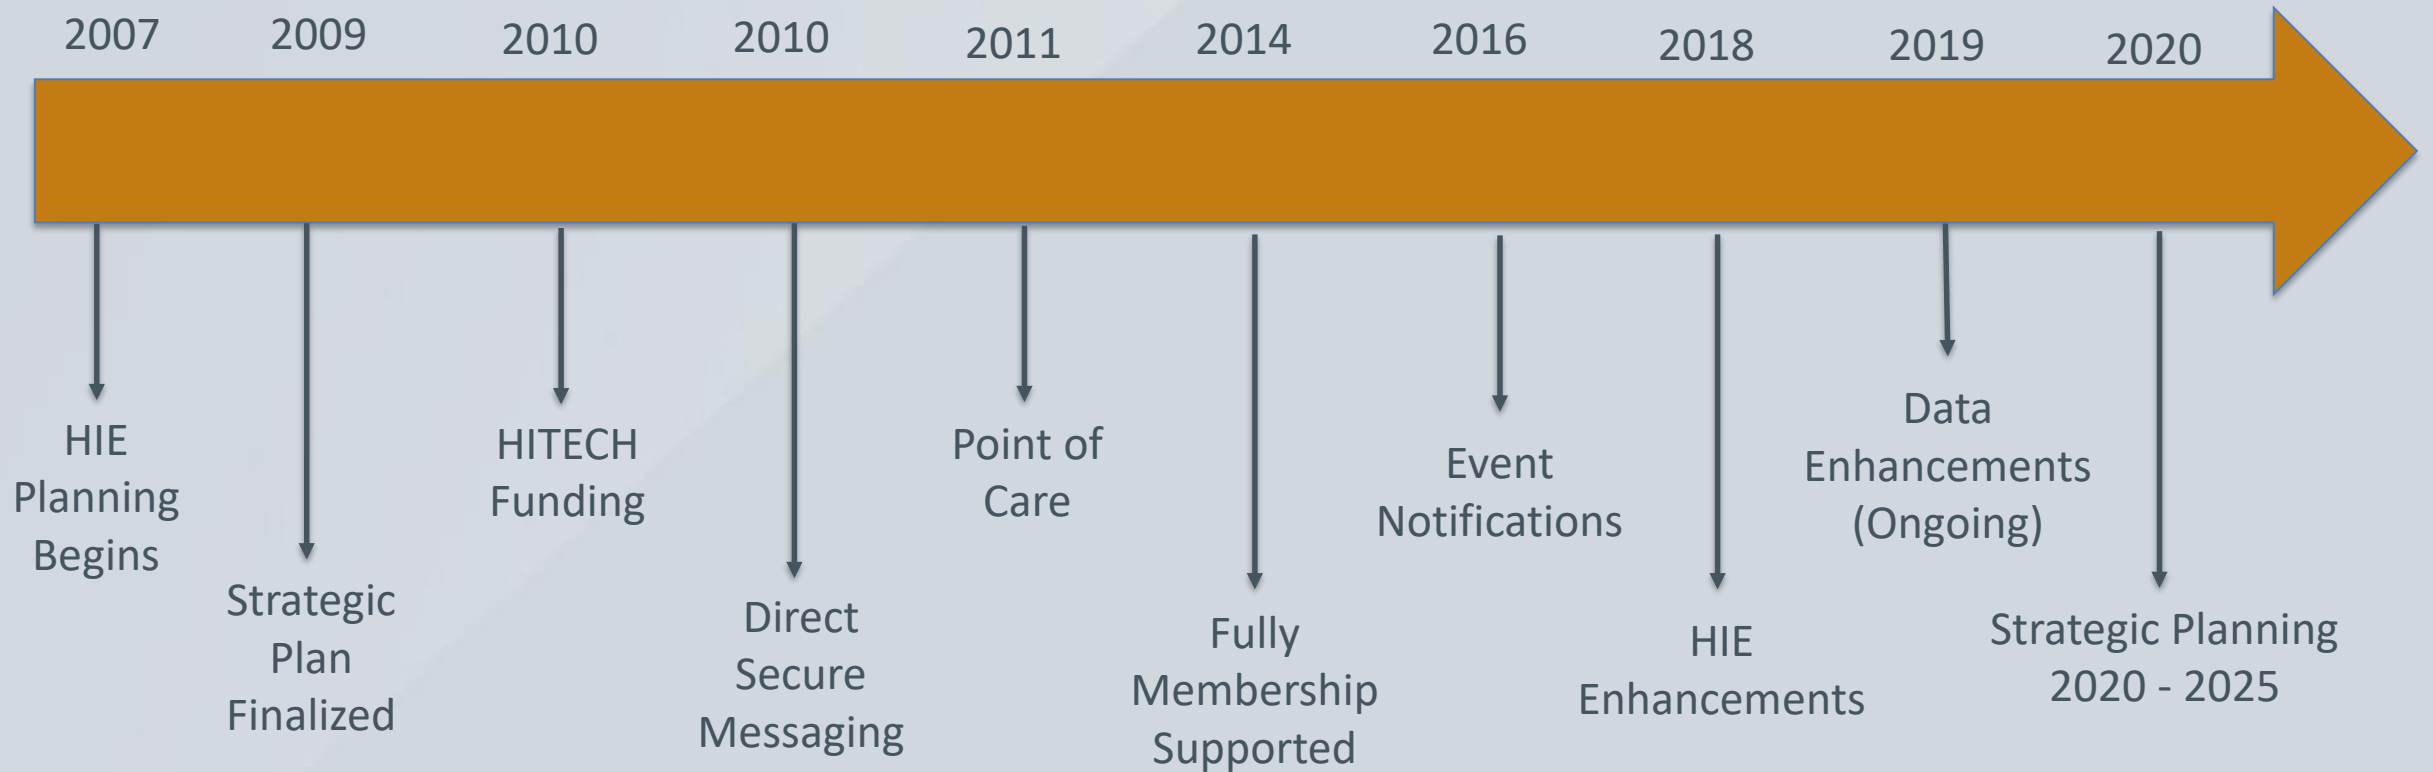 2007
2009
2010
2010
2011
2014
2016
2018
2019
2020
HIE
Planning
Begins
Strategic
Plan
Finalized
HITECH
Funding
Direct
Secure
Messaging
Point of
Care
Fully
Membership
Supported
Event
Notifications
HIE
Enhancements
Data
Enhancements
(Ongoing)
Strategic Planning
2020 - 2025